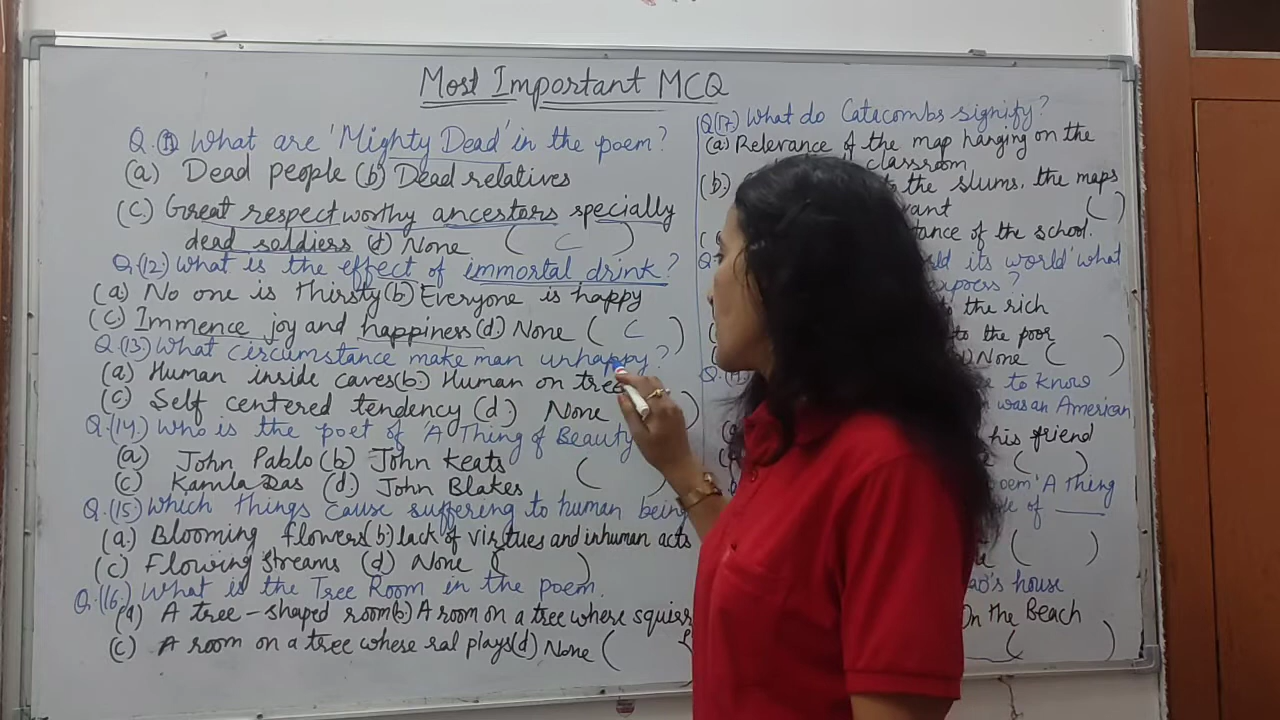 Most Important MCQ
Q.(11) What are 'Mighty Dead' in the poem?
(a) Dead people (b) Dead relatives
(c) Great respect worthy ancestors specially
dead soldiers (d) None ( C )
Q.(12) What is the effect of immortal drink?
(a) No one is thirsty (b) Everyone is happy
(c) Immence joy and happiness (d) None ( C )
Q.(13) What circumstance make man unhappy?
(a) Human inside caves (b) Human on tree
(c) Self centered tendency (d) None )
Q.(14) Who is the poet of 'A Thing of Beauty
(a) John Pablo (b) John Keats ( )
(c) Kamla Das (d) John Blakes
Q.(15) Which things cause suffering to human being
(a) Blooming flowers (b) lack of virtues and inhuman acts
(c) Flowing streams (d) None ( )
Q.(16) What is the Tree Room in the poem.
(a) A tree-shaped room (b) A room on a tree where
(c) A room on a tree where ral plays (d) None (
Q(17) What do Catacombs signify?
(a) Relevance of the map hanging on the
classroom
(b) the slums, the maps
( )
tance of the school.
its world' what
express?
the rich
to the poor
None ( )
to know
was an American
his friend
( )
'A thing
of ____
( )
house
On the Beach
( )